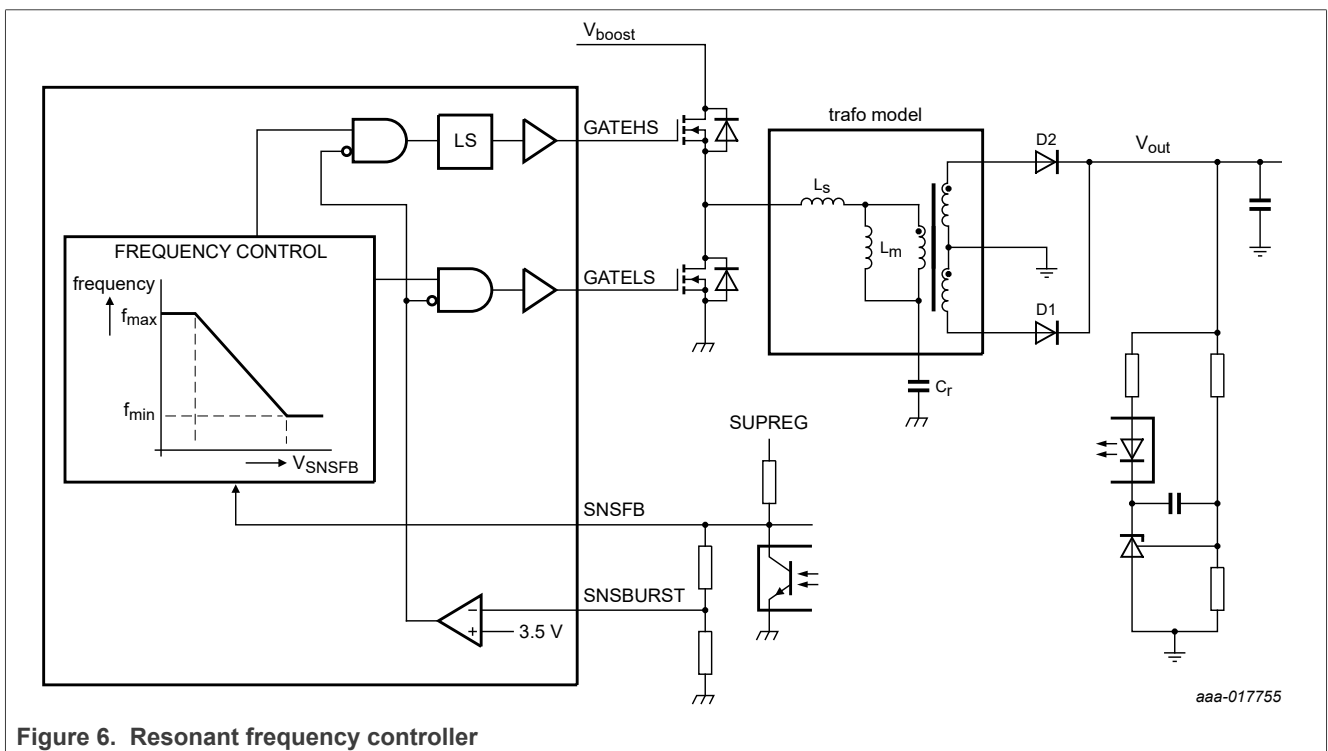 V_boost
trafo model
GATEHS
LS
D2
V_out
L_s
L_m
FREQUENCY CONTROL
frequency
f_max
f_min
V_SNSFB
GATELS
D1
C_r
SUPREG
SNSFB
SNSBURST
3.5 V
aaa-017755
Figure 6. Resonant frequency controller